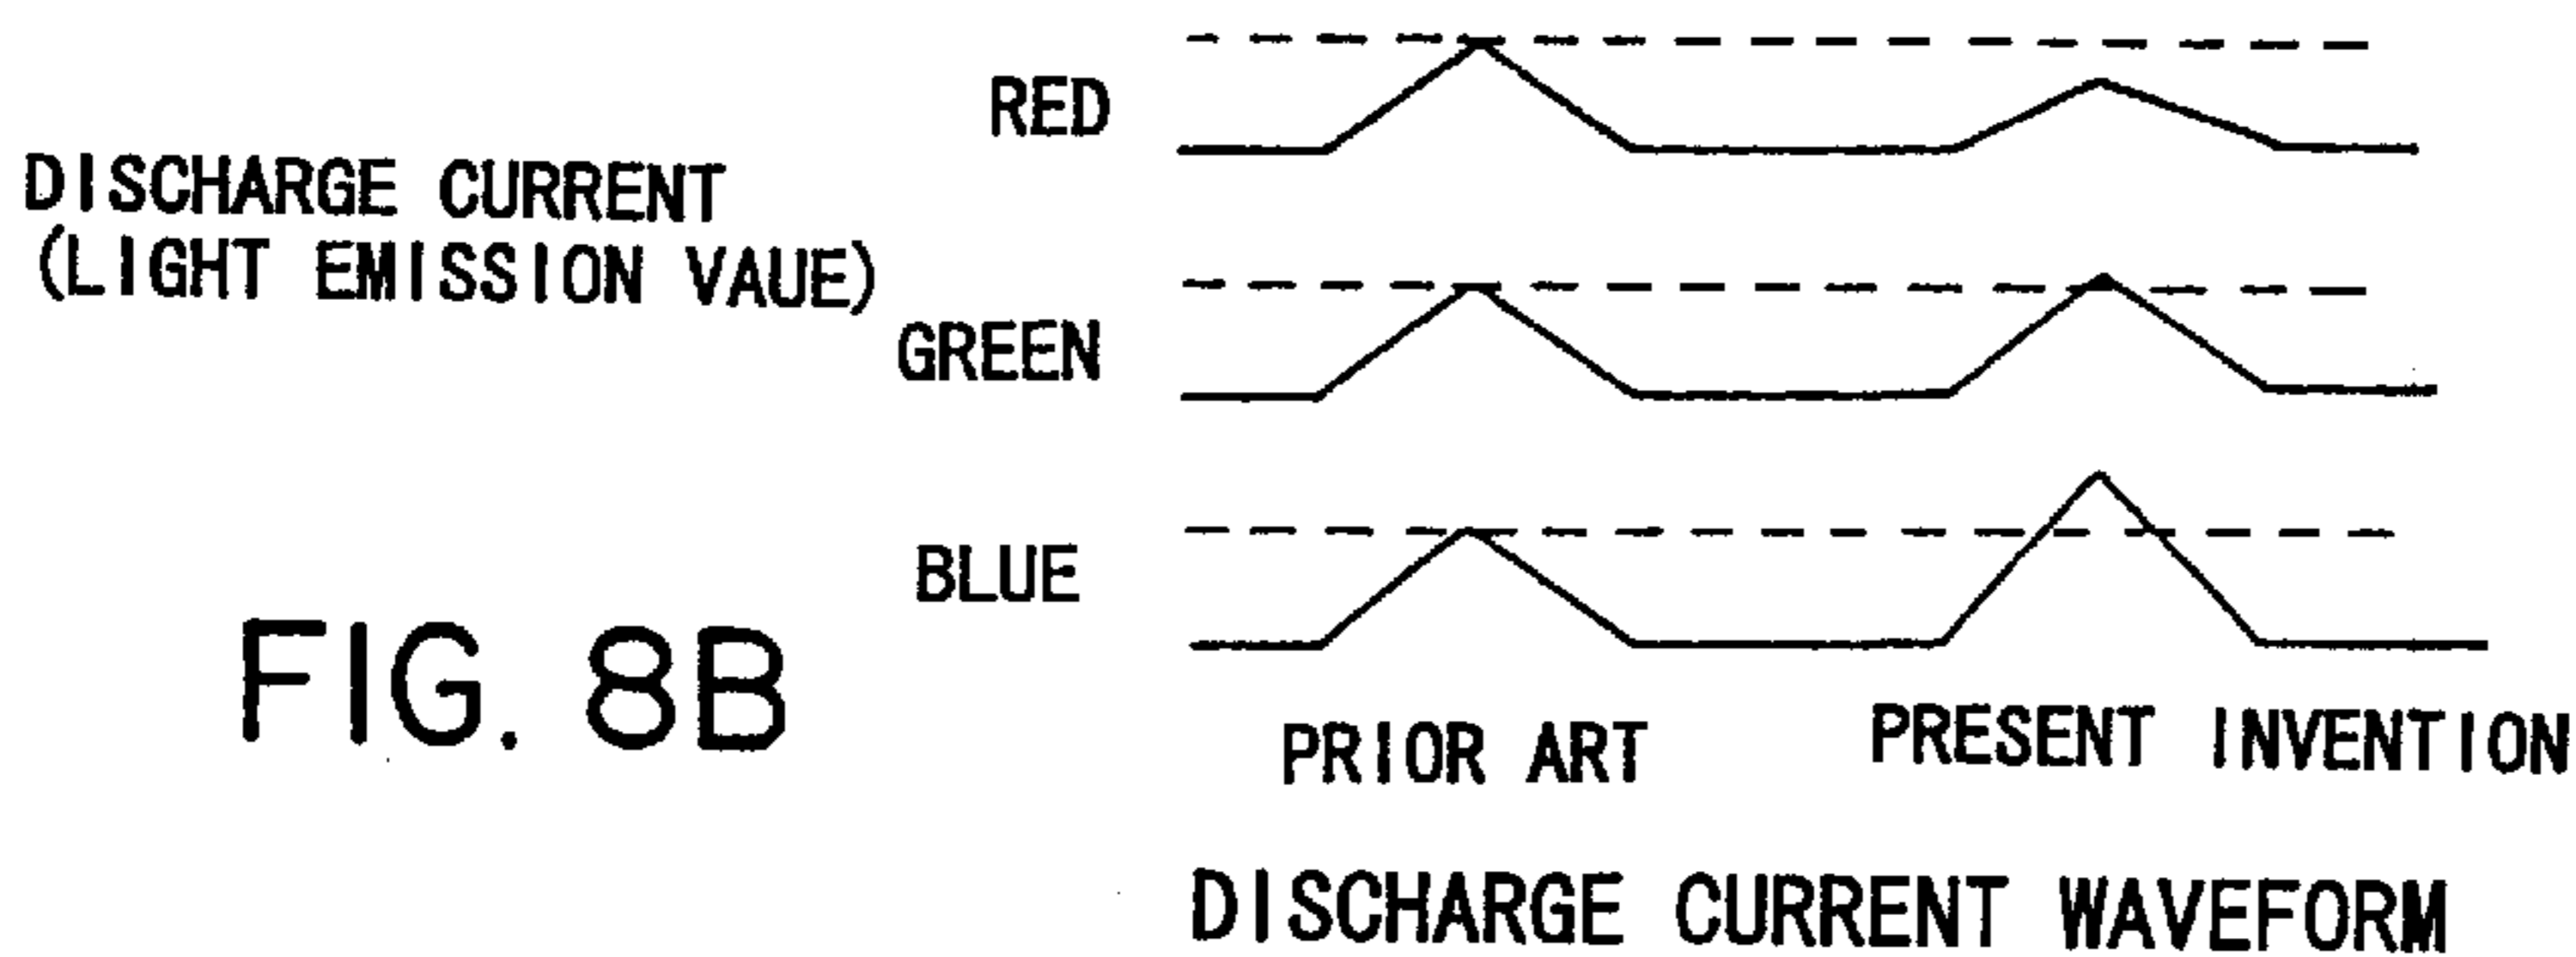 RED
DISCHARGE CURRENT
(LIGHT EMISSION VAUE)
GREEN
BLUE
FIG. 8B
PRIOR ART
PRESENT INVENTION
DISCHARGE CURRENT WAVEFORM